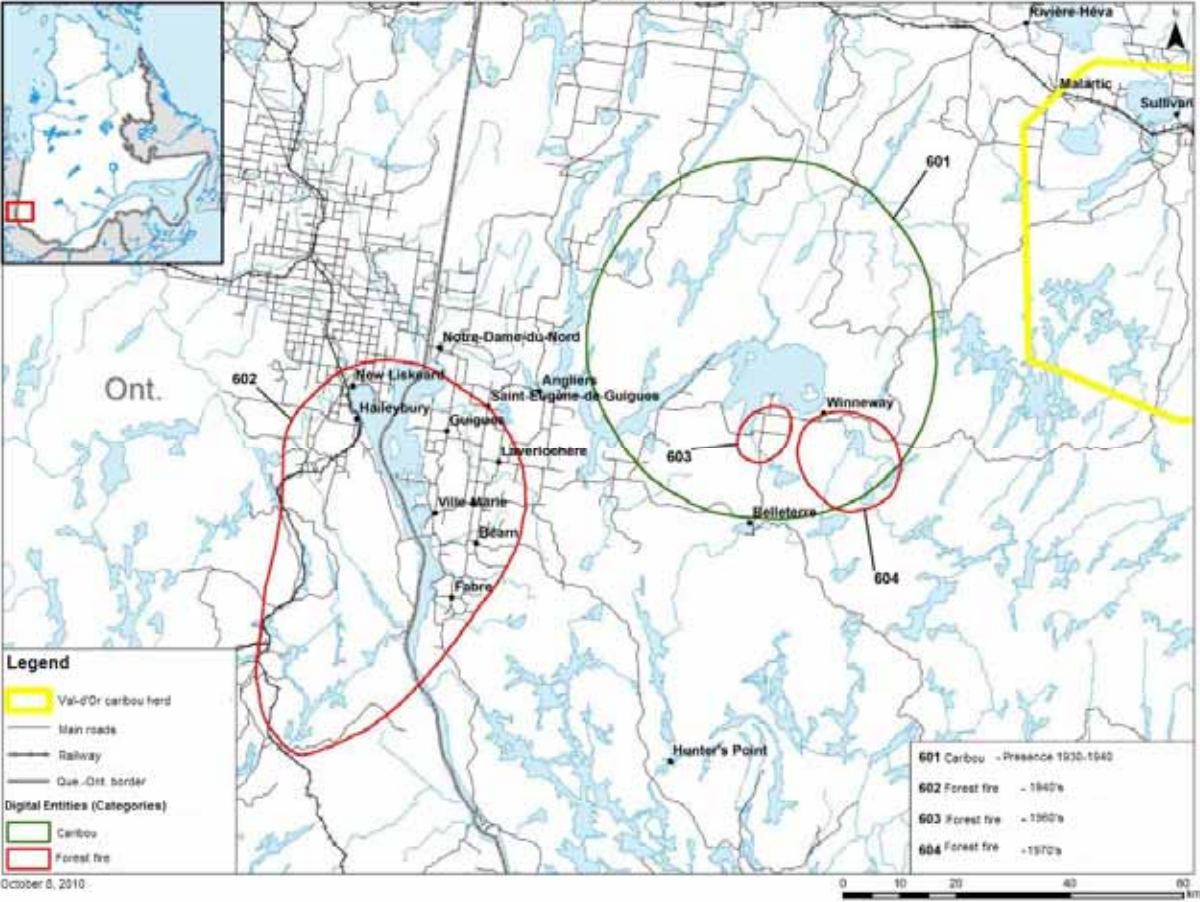 Rivière-Héva
Malartic
Sullivan
601
Notre-Dame-du-Nord
Ont.
602
New Liskeard
Angliers
Saint-Eugène-de-Guigues
Haileybury
Winneway
Guigues
603
Laverlochère
Ville-Marie
Belleterre
Béarn
604
Fabre
Hunter's Point
Legend
Val-d'Or caribou herd
Main roads
Railway
Que.-Ont. border
Digital Entities (Categories)
Caribou
Forest fire
601 Caribou - Presence 1930-1940
602 Forest fire - 1940's
603 Forest fire - 1960's
604 Forest fire - 1970's
October 8, 2010
0 10 20 40 60
km